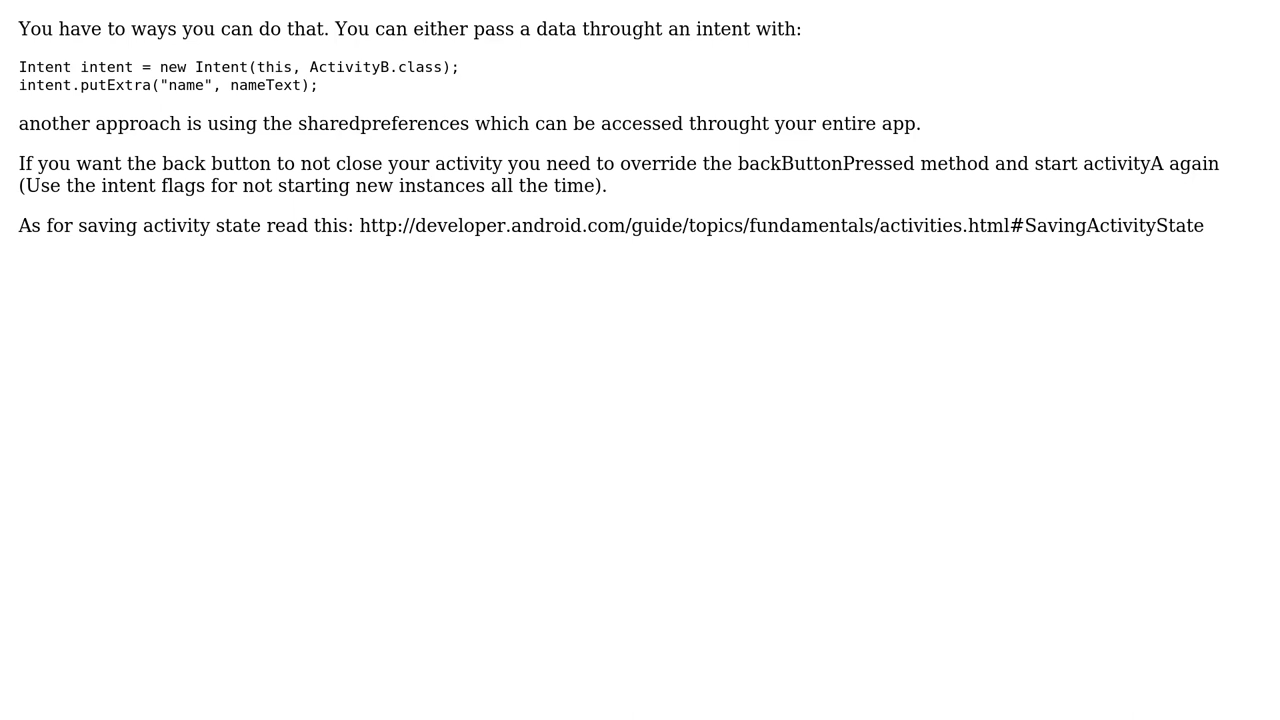 You have to ways you can do that. You can either pass a data throught an intent with:
Intent intent = new Intent(this, ActivityB.class);
intent.putExtra("name", nameText);
another approach is using the sharedpreferences which can be accessed throught your entire app.
If you want the back button to not close your activity you need to override the backButtonPressed method and start activityA again
(Use the intent flags for not starting new instances all the time).
As for saving activity state read this: http://developer.android.com/guide/topics/fundamentals/activities.html#SavingActivityState